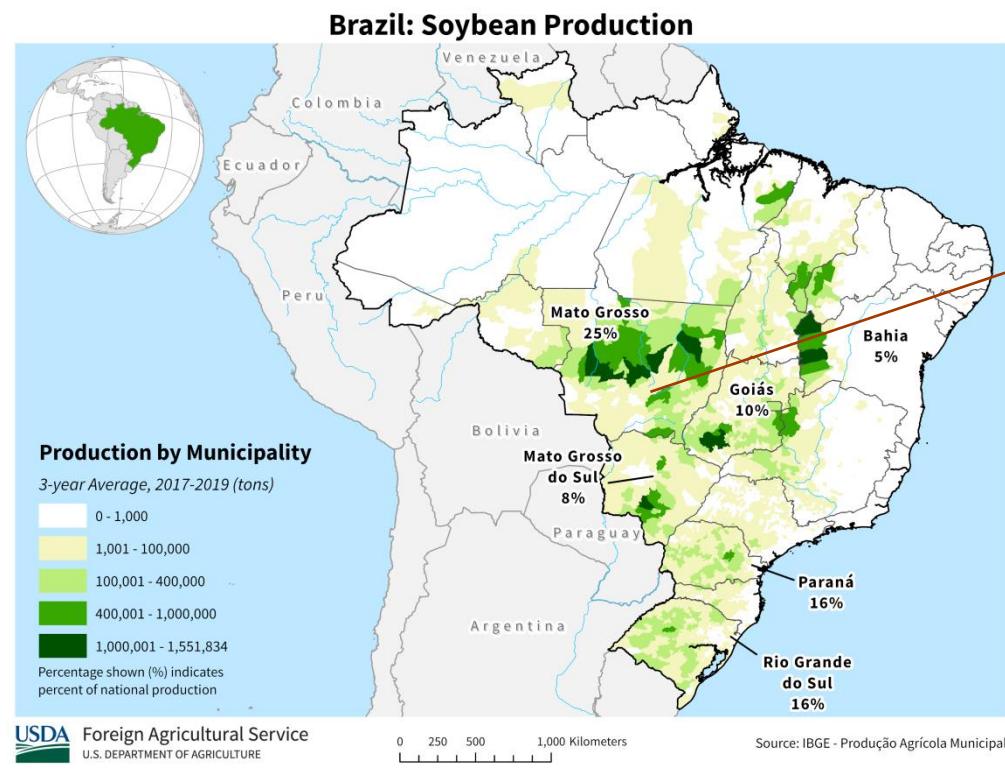 Brazil: Soybean Production
Venezuela
Colombia
Ecuador
Peru
Mato Grosso
25%
Bahia
5%
Goiás
10%
Bolivia
Mato Grosso
do Sul
8%
Paraguay
Paraná
16%
Argentina
Rio Grande
do Sul
16%
Production by Municipality
3-year Average, 2017-2019 (tons)
0 - 1,000
1,001 - 100,000
100,001 - 400,000
400,001 - 1,000,000
1,000,001 - 1,551,834
Percentage shown (%) indicates
percent of national production
USDA
Foreign Agricultural Service
U.S. DEPARTMENT OF AGRICULTURE
0 250 500 1,000 Kilometers
Source: IBGE - Produção Agrícola Municipal